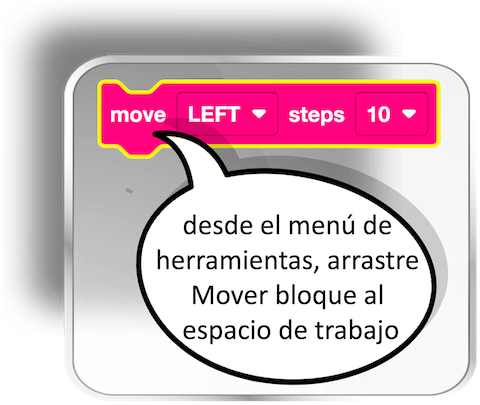 move LEFT steps 10
desde el menú de
herramientas, arrastre
Mover bloque al
espacio de trabajo